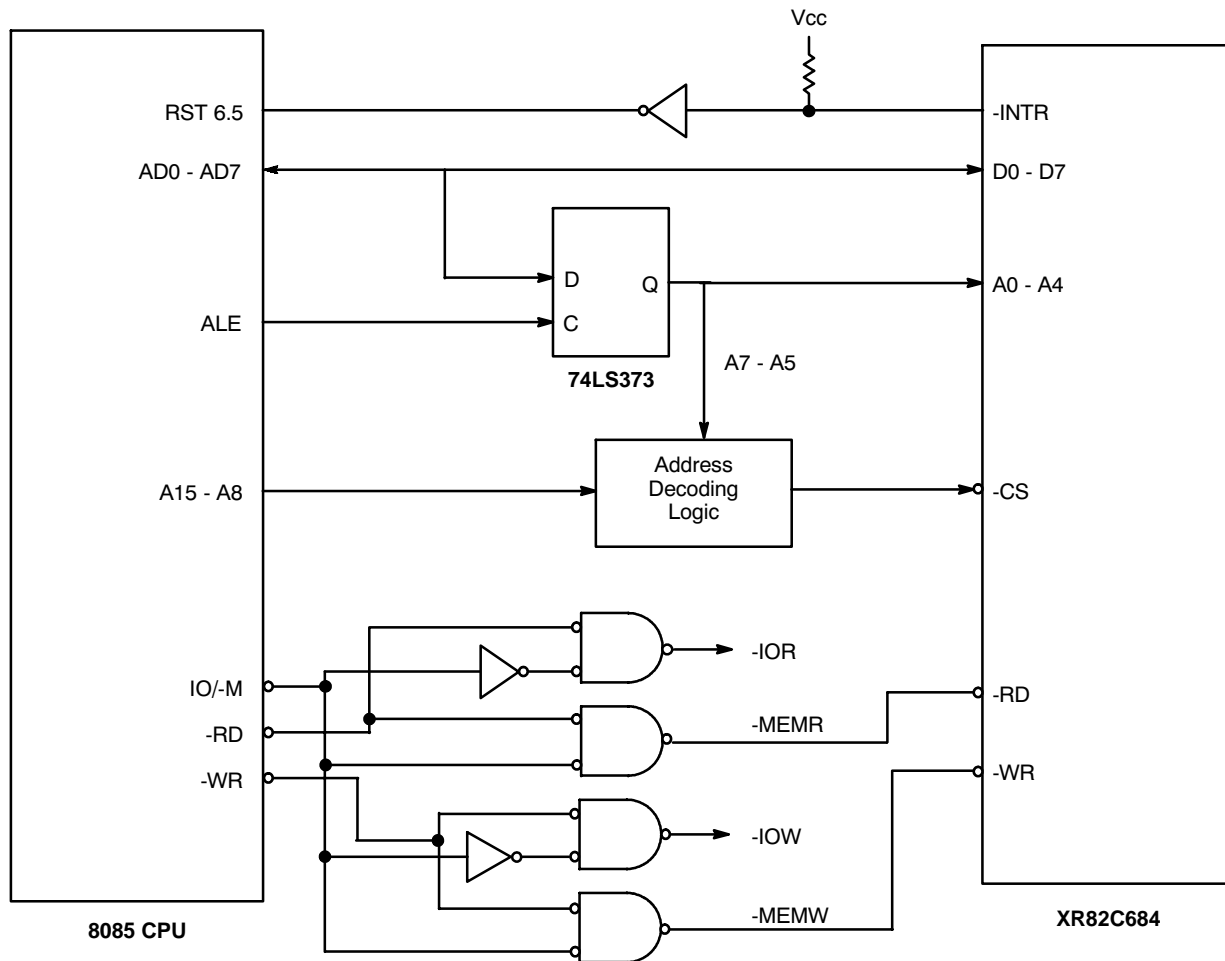 Vcc
RST 6.5
-INTR
AD0 - AD7
D0 - D7
D
Q
A0 - A4
ALE
C
A7 - A5
74LS373
Address
Decoding
Logic
A15 - A8
-CS
-IOR
IO/-M
-RD
-RD
-MEMR
-WR
-WR
-IOW
-MEMW
8085 CPU
XR82C684